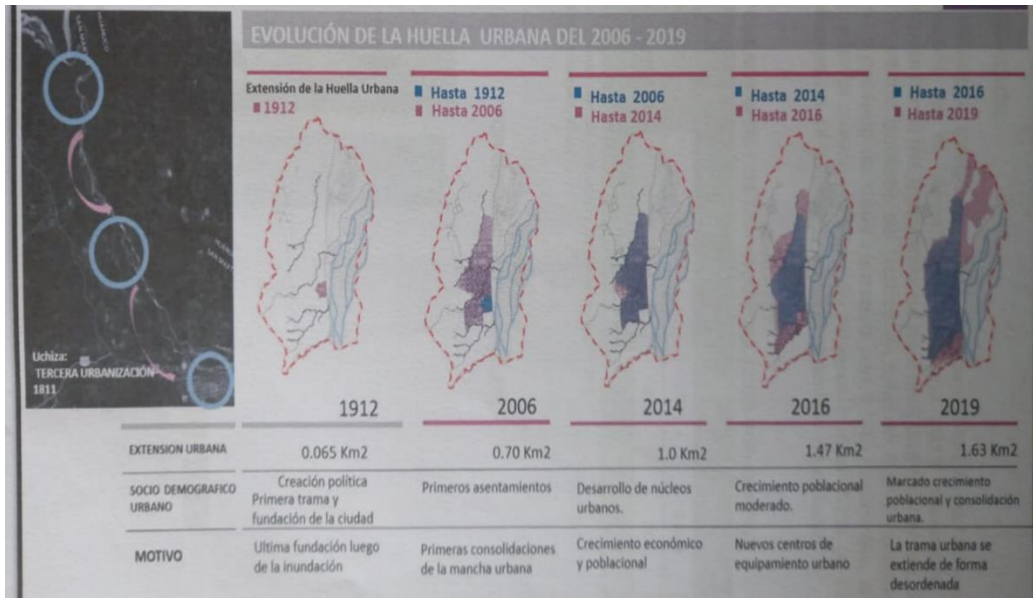 EVOLUCIÓN DE LA HUELLA URBANA DEL 2006 - 2019
Uchiza:
TERCERA URBANIZACIÓN
1811
Extensión de la Huella Urbana
1912
Hasta 1912
Hasta 2006
Hasta 2006
Hasta 2014
Hasta 2014
Hasta 2016
Hasta 2016
Hasta 2019
1912
2006
2014
2016
2019
EXTENSION URBANA
0.065 Km2
0.70 Km2
1.0 Km2
1.47 Km2
1.63 Km2
SOCIO DEMOGRAFICO
URBANO
Creación política
Primera trama y
fundación de la ciudad
Primeros asentamientos
Desarrollo de núcleos
urbanos.
Crecimiento poblacional
moderado.
Marcado crecimiento
poblacional y consolidación
urbana.
MOTIVO
Ultima fundación luego
de la inundación
Primeras consolidaciones
de la mancha urbana
Crecimiento económico
y poblacional
Nuevos centros de
equipamiento urbano
La trama urbana se
extiende de forma
desordenada